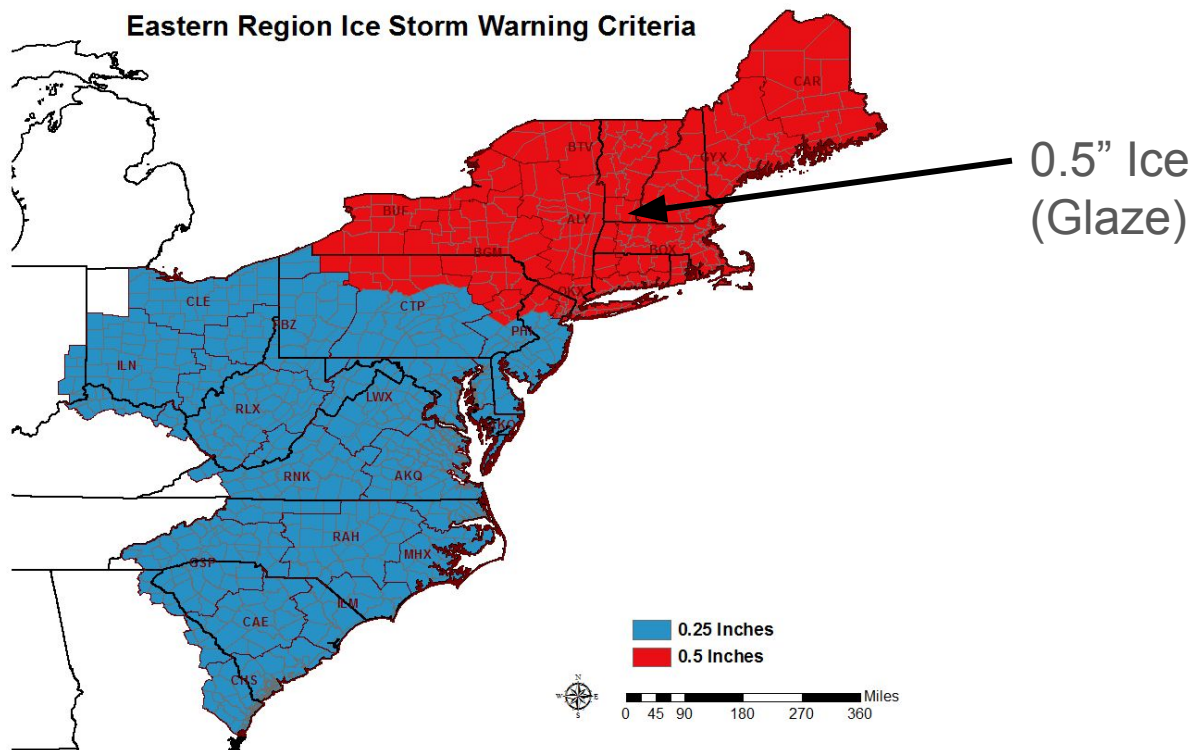 Eastern Region Ice Storm Warning Criteria
CAR
BTV
GYX
0.5” Ice
(Glaze)
BUF
ALY
BGM
BOX
OKX
CLE
CTP
PBZ
PHI
ILN
LWX
RLX
RNK
AKQ
RAH
MHX
GSP
ILM
CAE
CHS
0.25 Inches
0.5 Inches
N
W E
S
Miles
0 45 90 180 270 360